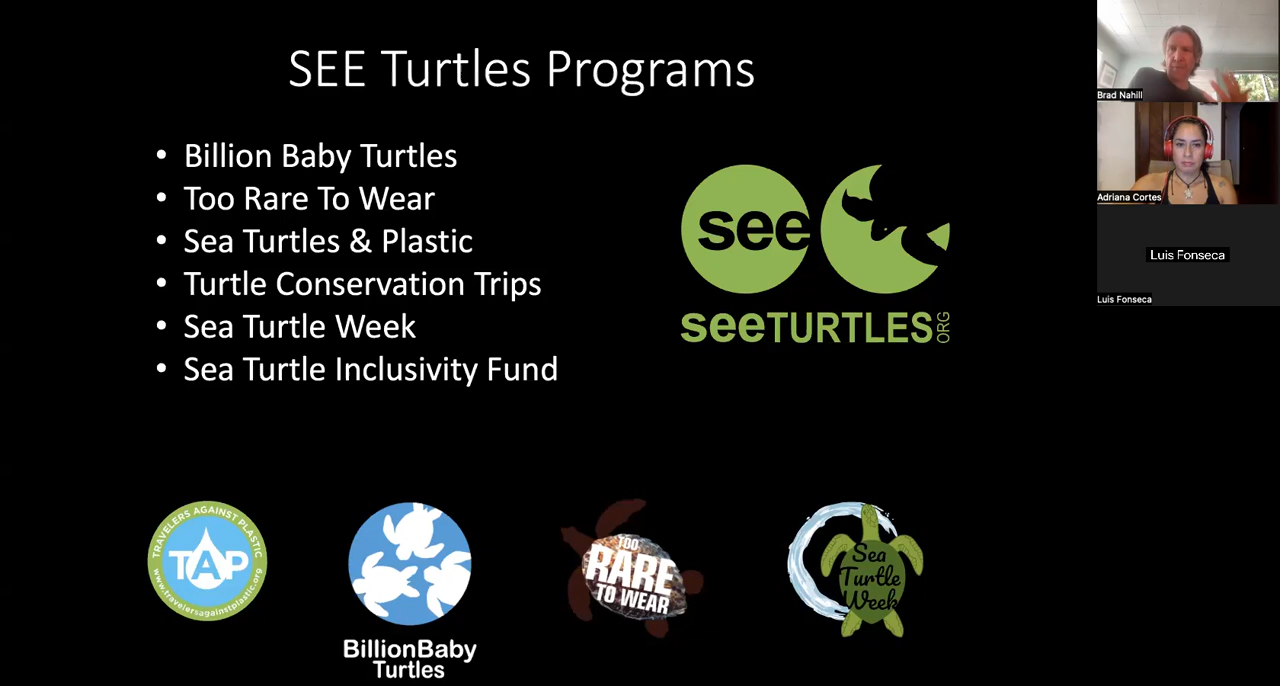 SEE Turtles Programs
• Billion Baby Turtles
• Too Rare To Wear
• Sea Turtles & Plastic
• Turtle Conservation Trips
• Sea Turtle Week
• Sea Turtle Inclusivity Fund
see
seeTURTLES.ORG
TRAVELERS AGAINST PLASTIC
TAP
www.travelersagainstplastic.org
BillionBaby
Turtles
TOO
RARE
TO WEAR
Sea
Turtle
Week
Brad Nahill
Adriana Cortes
Luis Fonseca
Luis Fonseca